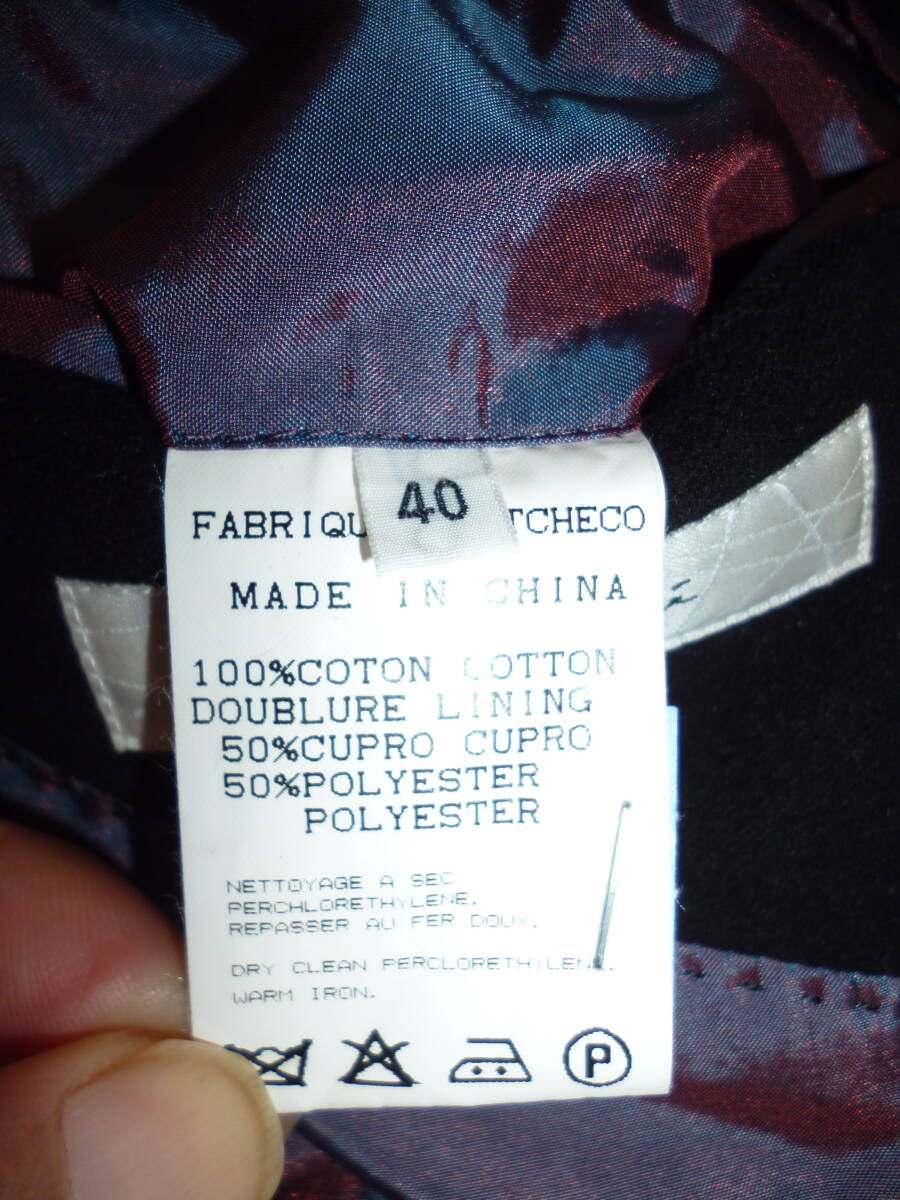 40
FABRIQU TCHECO
MADE IN CHINA
100%COTON COTTON
DOUBLURE LINING
50%CUPRO CUPRO
50%POLYESTER
POLYESTER
NETTOYAGE A SEC
PERCHLORETHYLENE.
REPASSER AU FER DOUX.
DRY CLEAN PERCLORETHYLENE.
WARM IRON.
P